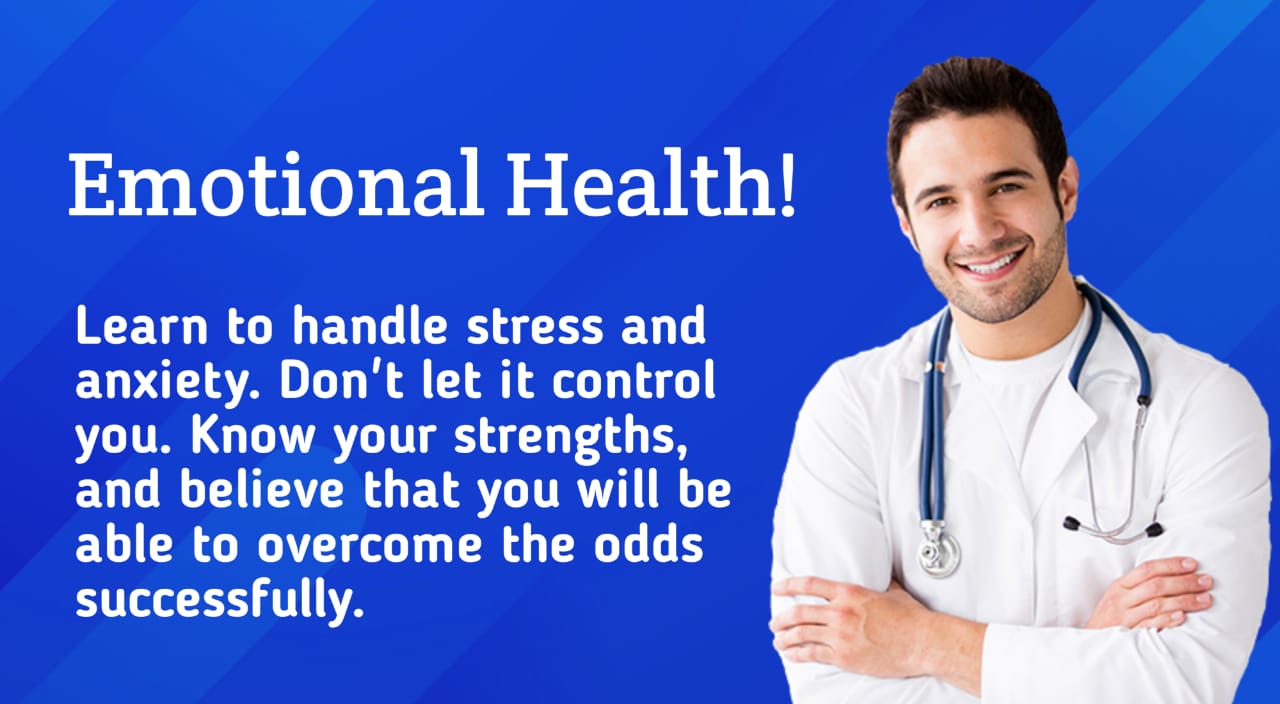 Emotional Health!
Learn to handle stress and
anxiety. Don't let it control
you. Know your strengths,
and believe that you will be
able to overcome the odds
successfully.